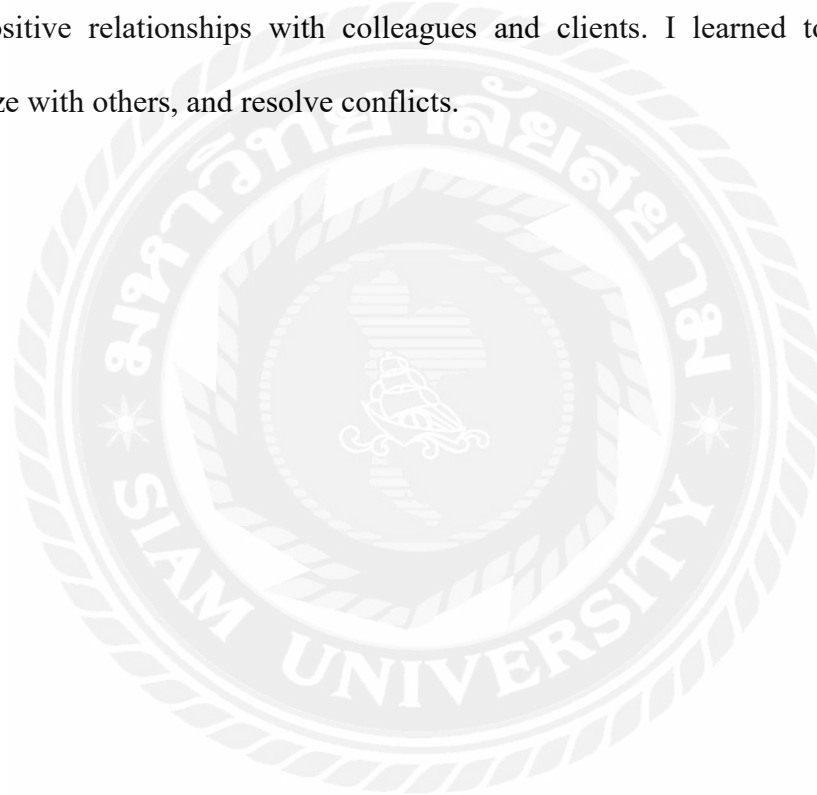 ositive relationships with colleagues and clients. I learned to
ze with others, and resolve conflicts.
มหาวิทยาลัยสยาม
SIAM UNIVERSITY